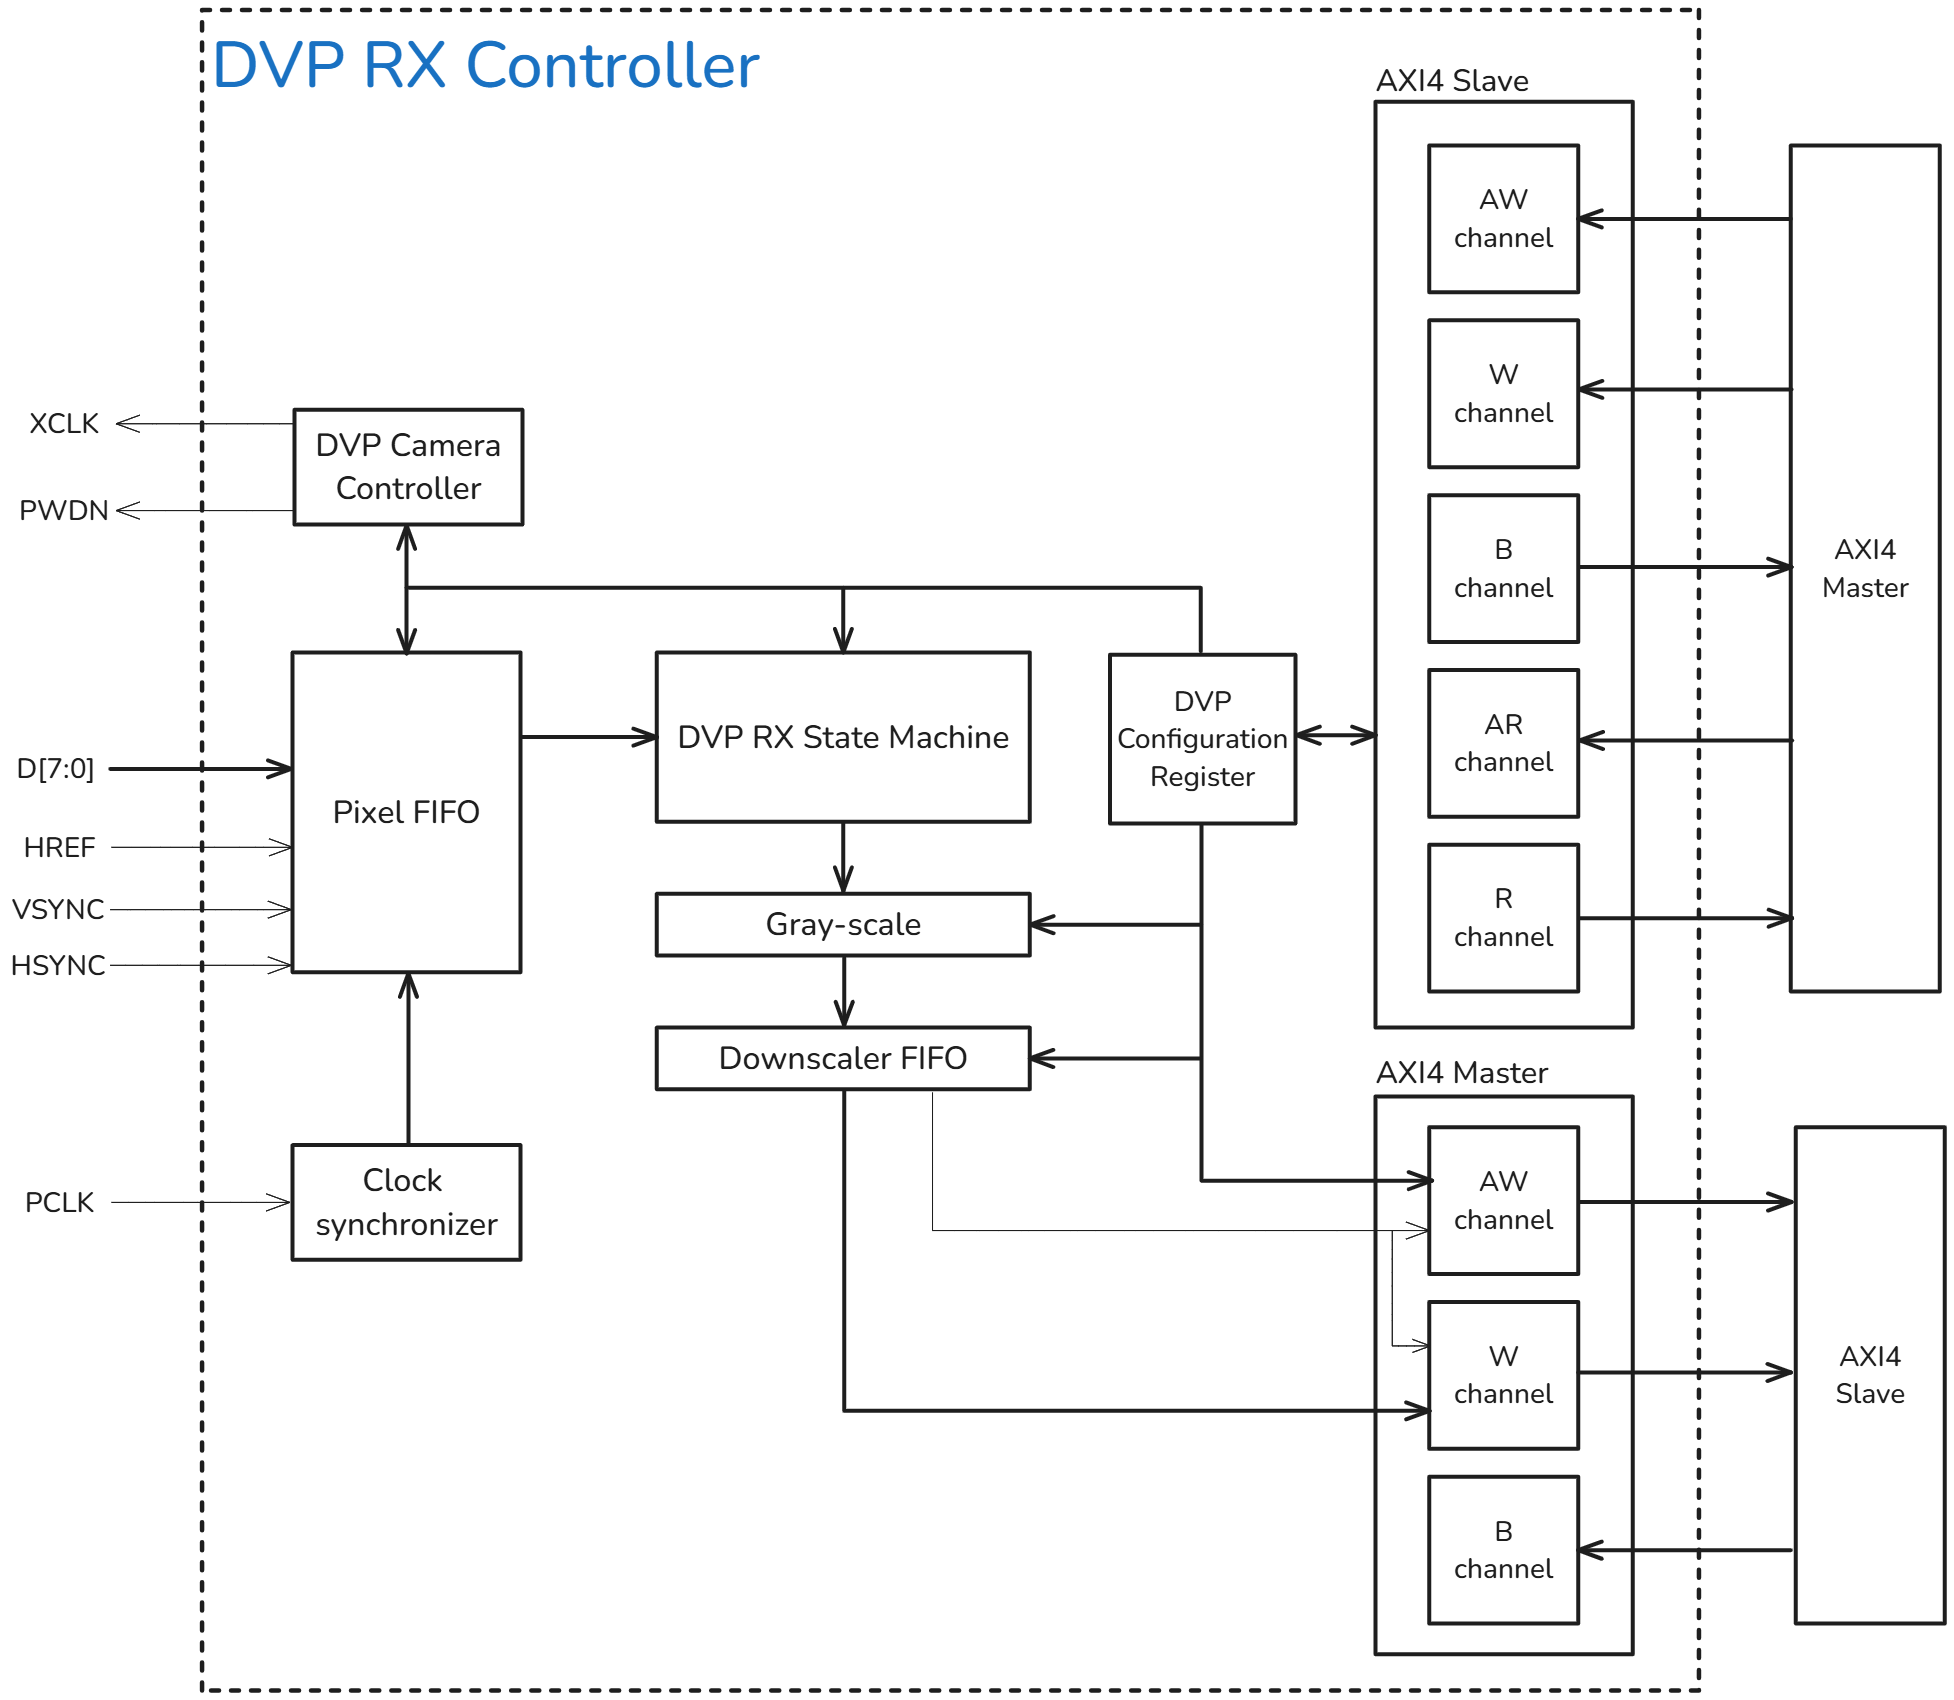 DVP RX Controller
AXI4 Slave
AW
channel
W
channel
B
channel
AR
channel
R
channel
AXI4
Master
XCLK
PWDN
DVP Camera
Controller
D[7:0]
HREF
VSYNC
HSYNC
Pixel FIFO
DVP RX State Machine
DVP
Configuration
Register
Gray-scale
Downscaler FIFO
PCLK
Clock
synchronizer
AXI4 Master
AW
channel
W
channel
B
channel
AXI4
Slave